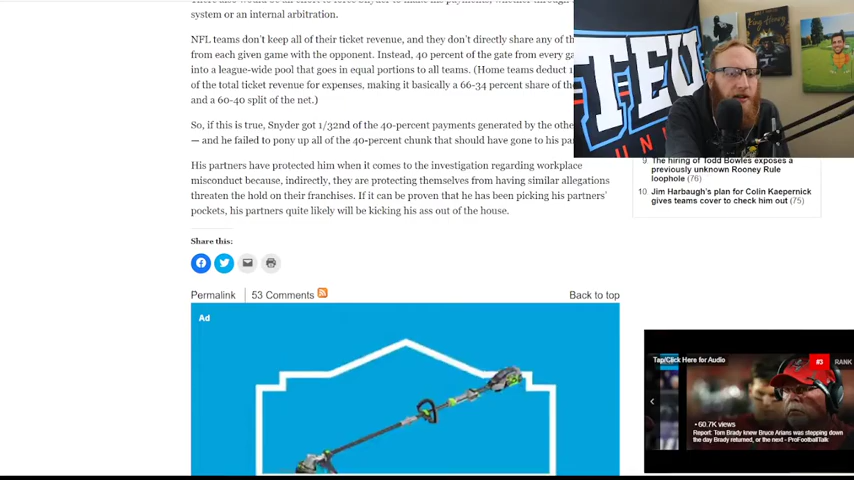 system or an internal arbitration.
NFL teams don't keep all of their ticket revenue, and they don't directly share any of th
from each given game with the opponent. Instead, 40 percent of the gate from every ga
into a league-wide pool that goes in equal portions to all teams. (Home teams deduct 1
of the total ticket revenue for expenses, making it basically a 66-34 percent share of the
and a 60-40 split of the net.)
So, if this is true, Snyder got 1/32nd of the 40-percent payments generated by the othe
— and he failed to pony up all of the 40-percent chunk that should have gone to his pa
His partners have protected him when it comes to the investigation regarding workplace
misconduct because, indirectly, they are protecting themselves from having similar allegations
threaten the hold on their franchises. If it can be proven that he has been picking his partners'
pockets, his partners quite likely will be kicking his ass out of the house.
Share this:
Permalink
53 Comments
Back to top
Ad
TEU
UNI
King Henry
9 The hiring of Todd Bowles exposes a
previously unknown Rooney Rule
loophole (76)
10 Jim Harbaugh's plan for Colin Kaepernick
gives teams cover to check him out (75)
Tap/Click Here for Audio
#3
RANK
• 60.7K views
Report: Tom Brady knew Bruce Arians was stepping down
the day Brady returned, or the next - ProFootballTalk